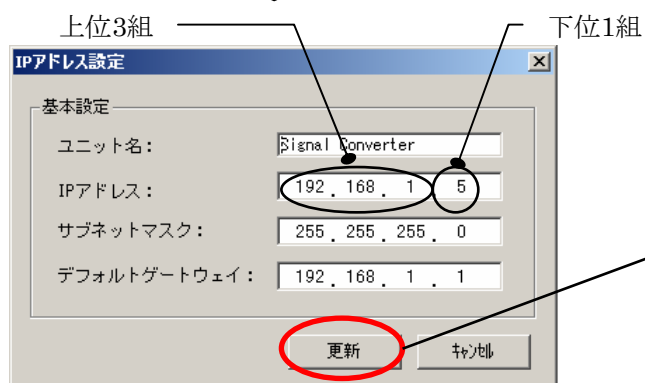 上位3組 下位1組
IPアドレス設定
基本設定
ユニット名： Signal Converter
IPアドレス： 192 . 168 . 1 . 5
サブネットマスク： 255 . 255 . 255 . 0
デフォルトゲートウェイ： 192 . 168 . 1 . 1
更新 ｷｬﾝｾﾙ